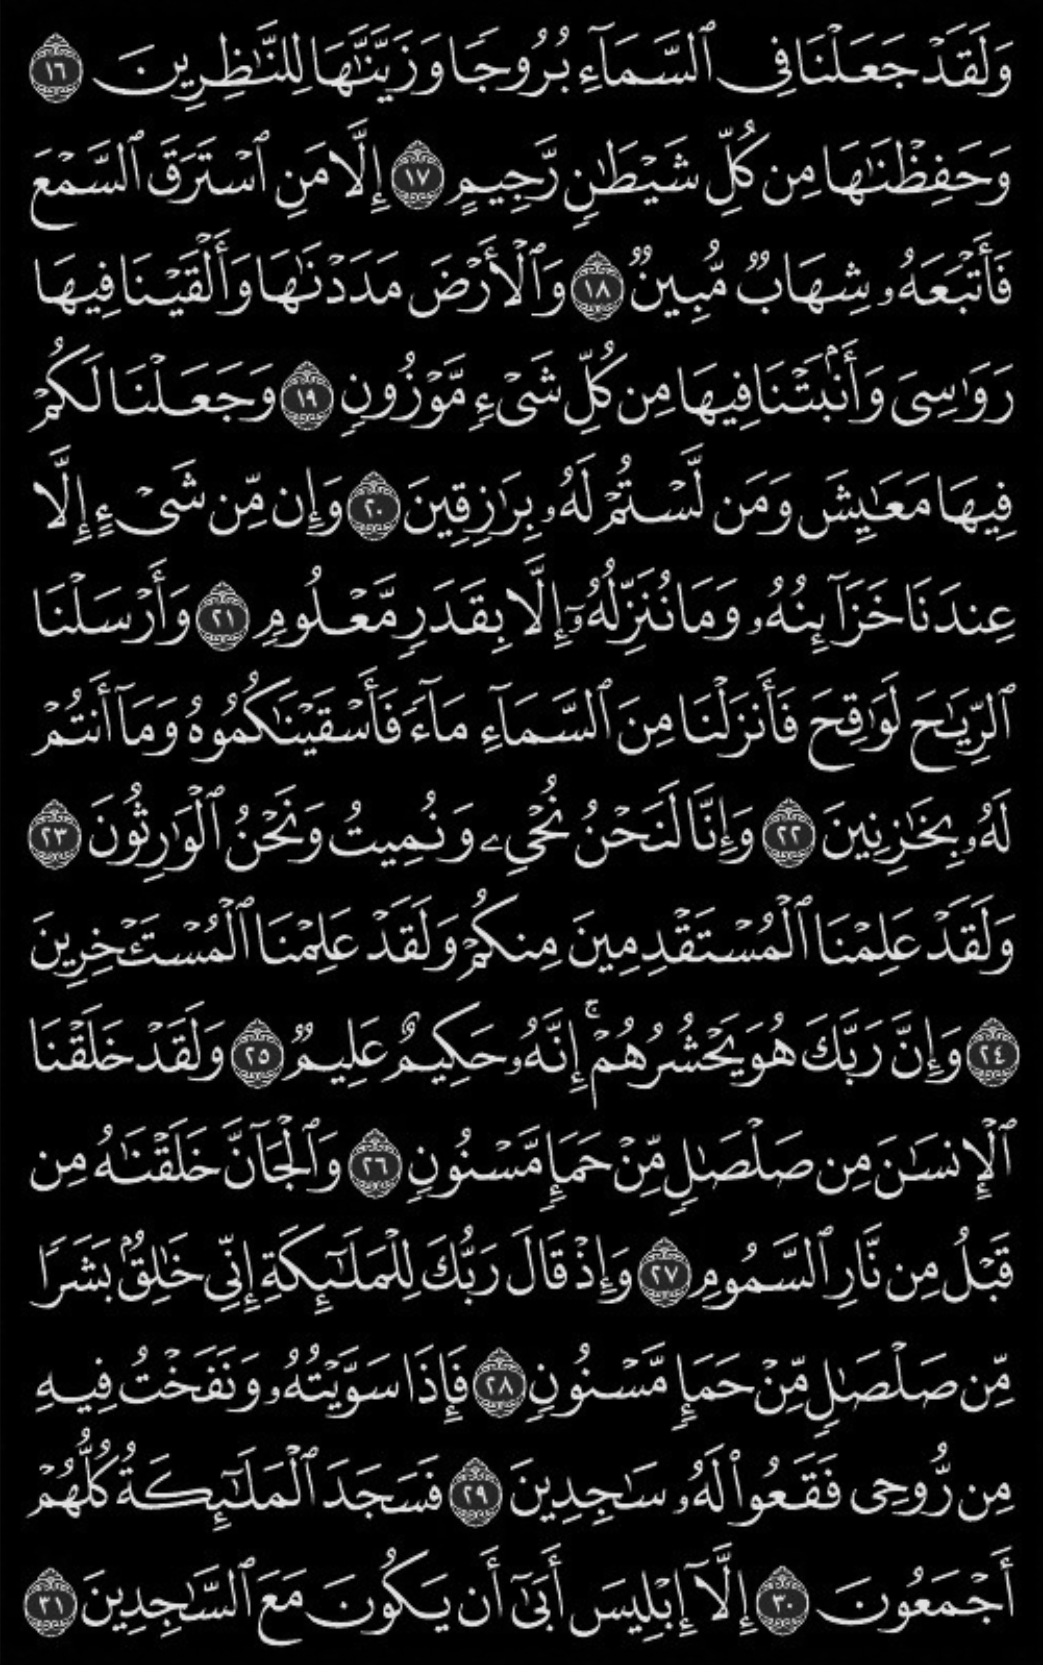 وَلَقَدۡ جَعَلۡنَا فِي ٱلسَّمَآءِ بُرُوجٗا وَزَيَّنَّٰهَا لِلنَّٰظِرِينَ ١٦
وَحَفِظۡنَٰهَا مِن كُلِّ شَيۡطَٰنٖ رَّجِيمٍ ١٧ إِلَّا مَنِ ٱسۡتَرَقَ ٱلسَّمۡعَ
فَأَتۡبَعَهُۥ شِهَابٞ مُّبِينٞ ١٨ وَٱلۡأَرۡضَ مَدَدۡنَٰهَا وَأَلۡقَيۡنَا فِيهَا
رَوَٰسِيَ وَأَنۢبَتۡنَا فِيهَا مِن كُلِّ شَيۡءٖ مَّوۡزُونٖ ١٩ وَجَعَلۡنَا لَكُمۡ
فِيهَا مَعَٰيِشَ وَمَن لَّسۡتُمۡ لَهُۥ بِرَٰزِقِينَ ٢٠ وَإِن مِّن شَيۡءٍ إِلَّا
عِندَنَا خَزَآئِنُهُۥ وَمَا نُنَزِّلُهُۥٓ إِلَّا بِقَدَرٖ مَّعۡلُومٖ ٢١ وَأَرۡسَلۡنَا
ٱلرِّيَٰحَ لَوَٰقِحَ فَأَنزَلۡنَا مِنَ ٱلسَّمَآءِ مَآءٗ فَأَسۡقَيۡنَٰكُمُوهُ وَمَآ أَنتُمۡ
لَهُۥ بِخَٰزِنِينَ ٢٢ وَإِنَّا لَنَحۡنُ نُحۡيِۦ وَنُمِيتُ وَنَحۡنُ ٱلۡوَٰرِثُونَ ٢٣
وَلَقَدۡ عَلِمۡنَا ٱلۡمُسۡتَقۡدِمِينَ مِنكُمۡ وَلَقَدۡ عَلِمۡنَا ٱلۡمُسۡتَـٔۡخِرِينَ
٢٤ وَإِنَّ رَبَّكَ هُوَ يَحۡشُرُهُمۡۚ إِنَّهُۥ حَكِيمٌ عَلِيمٞ ٢٥ وَلَقَدۡ خَلَقۡنَا
ٱلۡإِنسَٰنَ مِن صَلۡصَٰلٖ مِّنۡ حَمَإٖ مَّسۡنُونٖ ٢٦ وَٱلۡجَآنَّ خَلَقۡنَٰهُ مِن
قَبۡلُ مِن نَّارِ ٱلسَّمُومِ ٢٧ وَإِذۡ قَالَ رَبُّكَ لِلۡمَلَٰٓئِكَةِ إِنِّي خَٰلِقُۢ بَشَرٗا
مِّن صَلۡصَٰلٖ مِّنۡ حَمَإٖ مَّسۡنُونٖ ٢٨ فَإِذَا سَوَّيۡتُهُۥ وَنَفَخۡتُ فِيهِ
مِن رُّوحِي فَقَعُواْ لَهُۥ سَٰجِدِينَ ٢٩ فَسَجَدَ ٱلۡمَلَٰٓئِكَةُ كُلُّهُمۡ
أَجۡمَعُونَ ٣٠ إِلَّآ إِبۡلِيسَ أَبَىٰٓ أَن يَكُونَ مَعَ ٱلسَّٰجِدِينَ ٣١